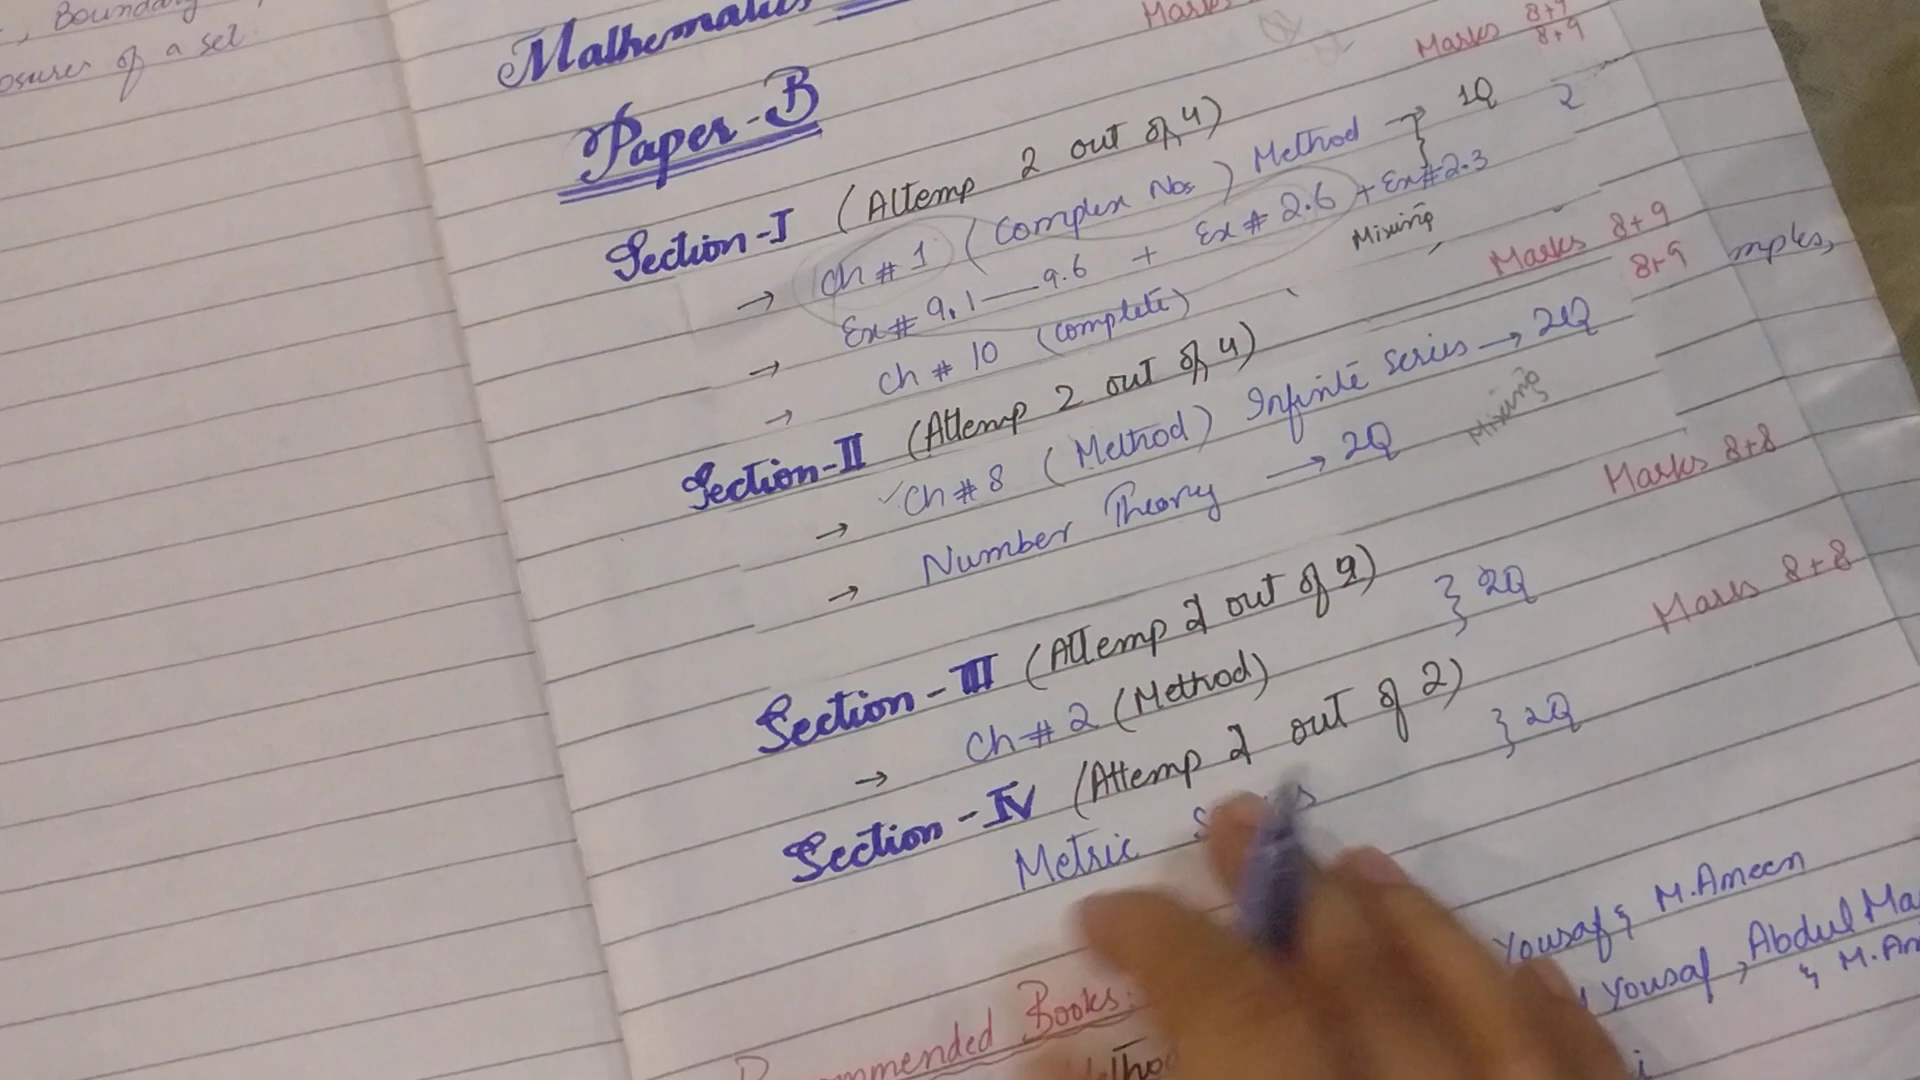 Boundary
of a set
Mathematics
Marks 8+9
8+9
Paper-B
Section-I (Attemp 2 out of 4)
→ Ch # 1 (Complex Nos) Method → 1Q 2
→ Ex # 9.1—9.6 + Ex # 2.6 + Ex # 2.3
Mixing
→ Ch # 10 (Complete)
Marks 8+9
8+9
mples,
Section-II (Attemp 2 out of 4)
→ Ch # 8 (Method) Infinite Series → 2Q
→ Number Theory → 2Q
Mixing
Marks 8+8
Section-III (Attemp 2 out of 2)
→ Ch # 2 (Method) } 2Q
Marks 8+8
Section-IV (Attemp 2 out of 2)
Metric } 2Q
Yousaf & M.Ameen
Yousaf, Abdul Ma
& M.Am
Recommended Books: